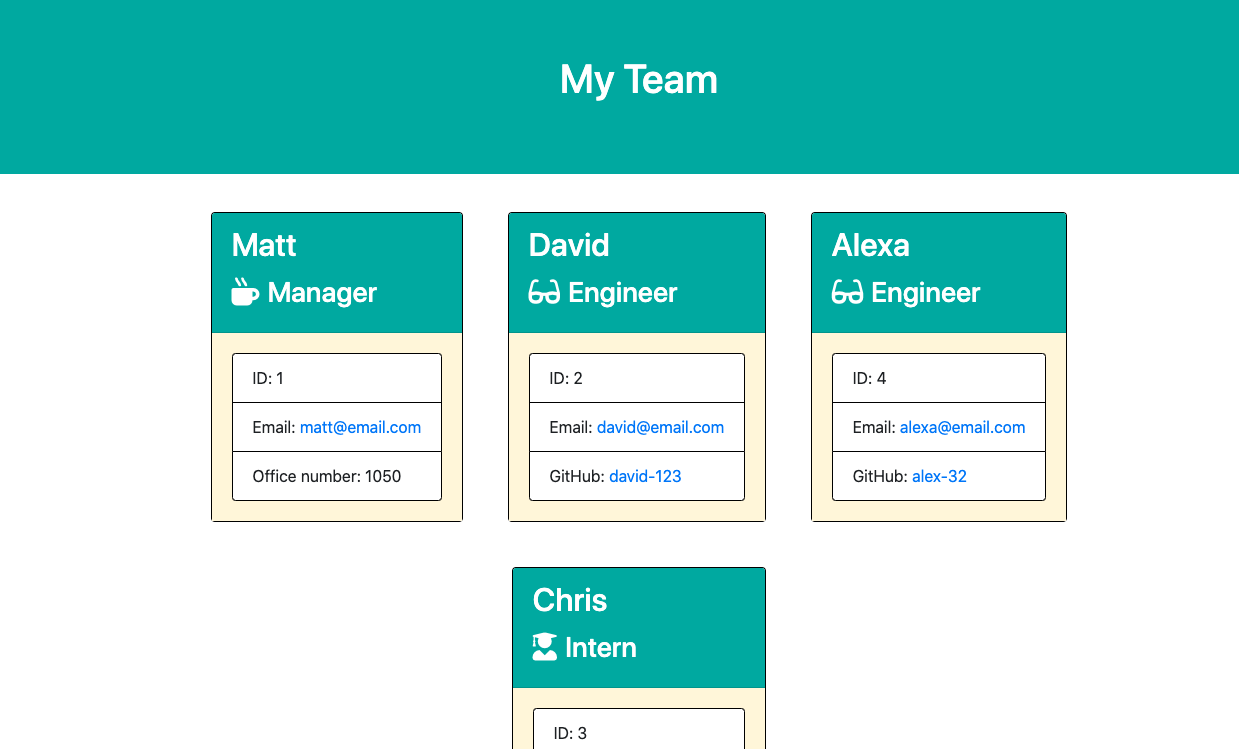 My Team
Matt
Manager
ID: 1
Email: matt@email.com
Office number: 1050
David
Engineer
ID: 2
Email: david@email.com
GitHub: david-123
Alexa
Engineer
ID: 4
Email: alexa@email.com
GitHub: alex-32
Chris
Intern
ID: 3